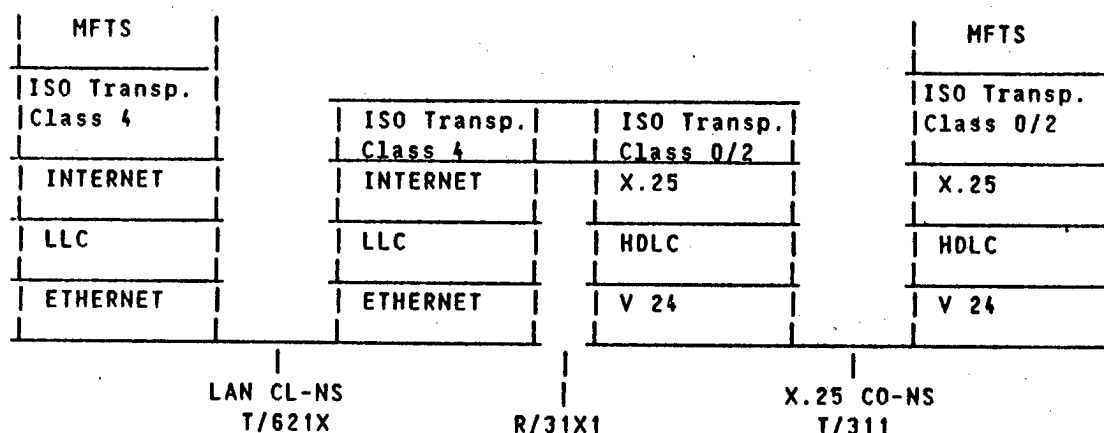 MFTS
MFTS
ISO Transp.
Class 4
ISO Transp.
Class 4
ISO Transp.
Class 0/2
ISO Transp.
Class 0/2
INTERNET
INTERNET
X.25
X.25
LLC
LLC
HDLC
HDLC
ETHERNET
ETHERNET
V 24
V 24
LAN CL-NS
T/621X
R/31X1
X.25 CO-NS
T/311